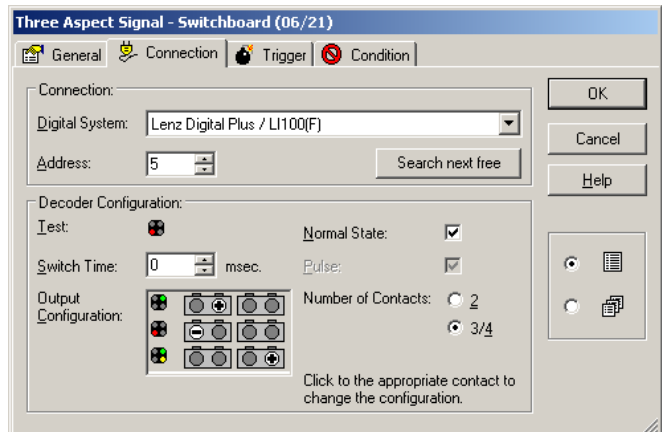 Three Aspect Signal - Switchboard (06/21)
General Connection Trigger Condition
Connection:
Digital System: Lenz Digital Plus / LI100(F)
Address: 5 Search next free
OK
Cancel
Help
Decoder Configuration:
Test:
Normal State:
Switch Time: 0 msec.
Pulse:
Output
Configuration:
Number of Contacts: 2
3/4
Click to the appropriate contact to
change the configuration.